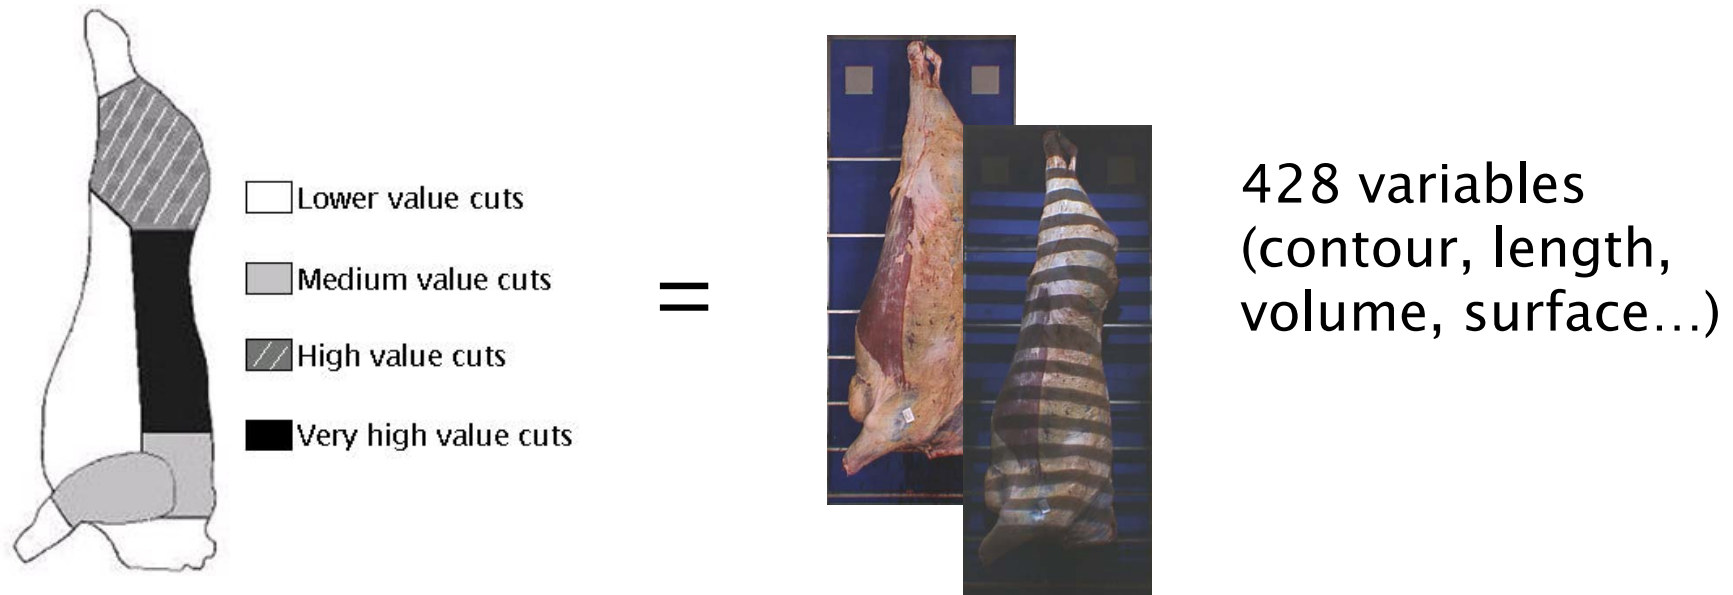 Lower value cuts
Medium value cuts
High value cuts
Very high value cuts
=
428 variables
(contour, length,
volume, surface…)